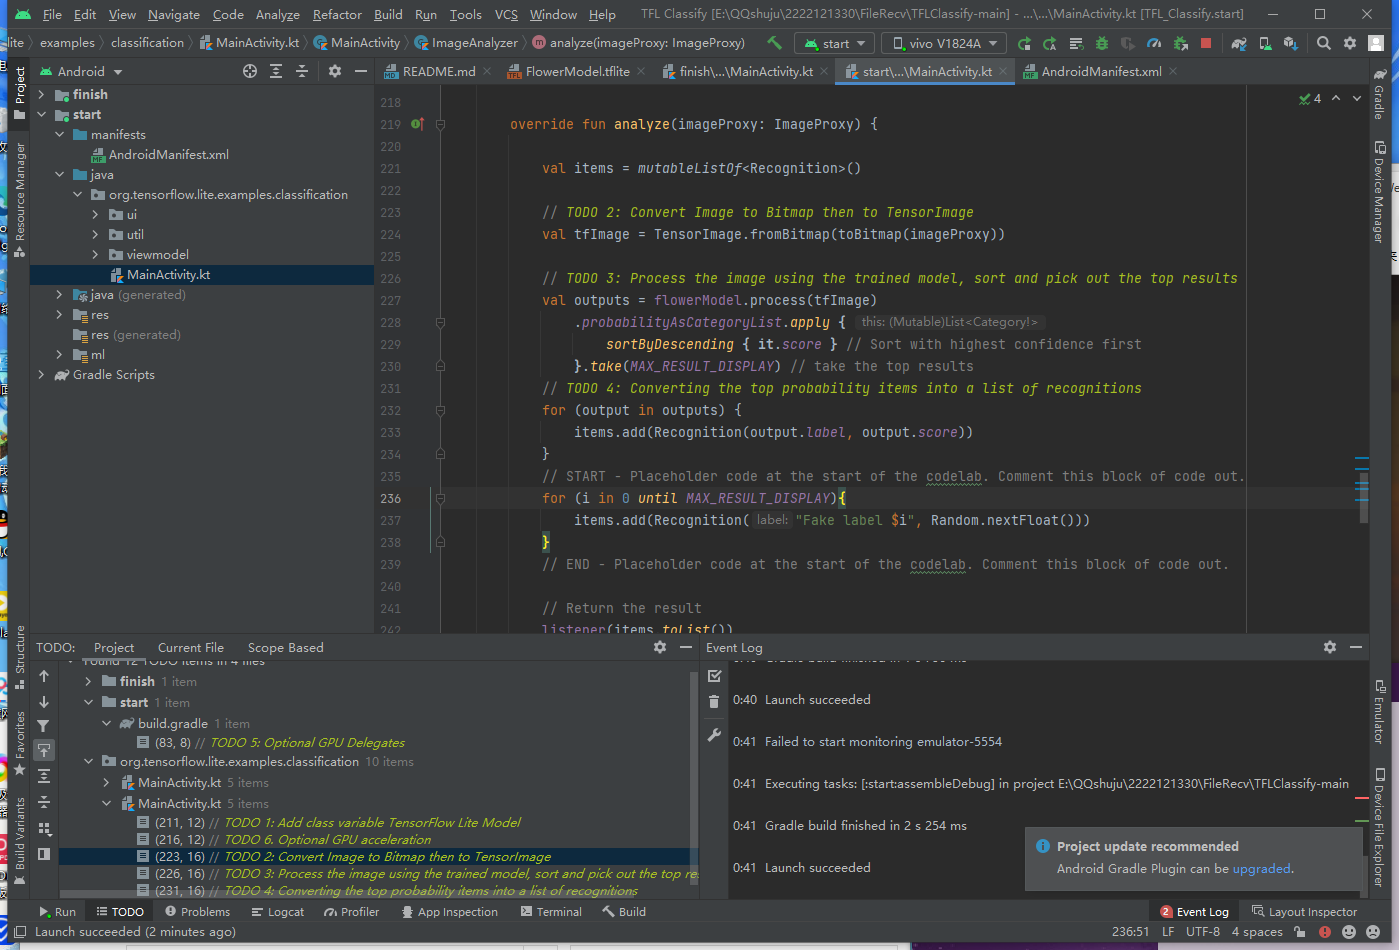 File Edit View Navigate Code Analyze Refactor Build Run Tools VCS Window Help TFL Classify [E:\QQshuju\2222121330\FileRecv\TFLClassify-main] - ...\...\MainActivity.kt [TFL_Classify.start]
lite examples classification MainActivity.kt MainActivity ImageAnalyzer analyze(imageProxy: ImageProxy) start vivo V1824A
Android README.md FlowerModel.tflite finish\...\MainActivity.kt start\...\MainActivity.kt AndroidManifest.xml
Project
Resource Manager
Structure
Favorites
Build Variants
finish
start
manifests
AndroidManifest.xml
java
org.tensorflow.lite.examples.classification
ui
util
viewmodel
MainActivity.kt
java (generated)
res
res (generated)
ml
Gradle Scripts
4
218
219 override fun analyze(imageProxy: ImageProxy) {
220
221 val items = mutableListOf<Recognition>()
222
223 // TODO 2: Convert Image to Bitmap then to TensorImage
224 val tfImage = TensorImage.fromBitmap(toBitmap(imageProxy))
225
226 // TODO 3: Process the image using the trained model, sort and pick out the top results
227 val outputs = flowerModel.process(tfImage)
228 .probabilityAsCategoryList.apply { this: (Mutable)List<Category!>
229 sortByDescending { it.score } // Sort with highest confidence first
230 }.take(MAX_RESULT_DISPLAY) // take the top results
231 // TODO 4: Converting the top probability items into a list of recognitions
232 for (output in outputs) {
233 items.add(Recognition(output.label, output.score))
234 }
235 // START - Placeholder code at the start of the codelab. Comment this block of code out.
236 for (i in 0 until MAX_RESULT_DISPLAY){
237 items.add(Recognition( label: "Fake label $i", Random.nextFloat()))
238 }
239 // END - Placeholder code at the start of the codelab. Comment this block of code out.
240
241 // Return the result
242 listener(items.toList())
Gradle
Device Manager
Emulator
Device File Explorer
TODO: Project Current File Scope Based
Found 12 TODO items in 4 files
finish 1 item
start 1 item
build.gradle 1 item
(83, 8) // TODO 5: Optional GPU Delegates
org.tensorflow.lite.examples.classification 10 items
MainActivity.kt 5 items
MainActivity.kt 5 items
(211, 12) // TODO 1: Add class variable TensorFlow Lite Model
(216, 12) // TODO 6. Optional GPU acceleration
(223, 16) // TODO 2: Convert Image to Bitmap then to TensorImage
(226, 16) // TODO 3: Process the image using the trained model, sort and pick out the top res
(231, 16) // TODO 4: Converting the top probability items into a list of recognitions
Event Log
0:40 Launch succeeded
0:41 Failed to start monitoring emulator-5554
0:41 Executing tasks: [:start:assembleDebug] in project E:\QQshuju\2222121330\FileRecv\TFLClassify-main
0:41 Gradle build finished in 2 s 254 ms
0:41 Launch succeeded
Project update recommended
Android Gradle Plugin can be upgraded.
Run TODO Problems Logcat Profiler App Inspection Terminal Build 2 Event Log Layout Inspector
Launch succeeded (2 minutes ago) 236:51 LF UTF-8 4 spaces